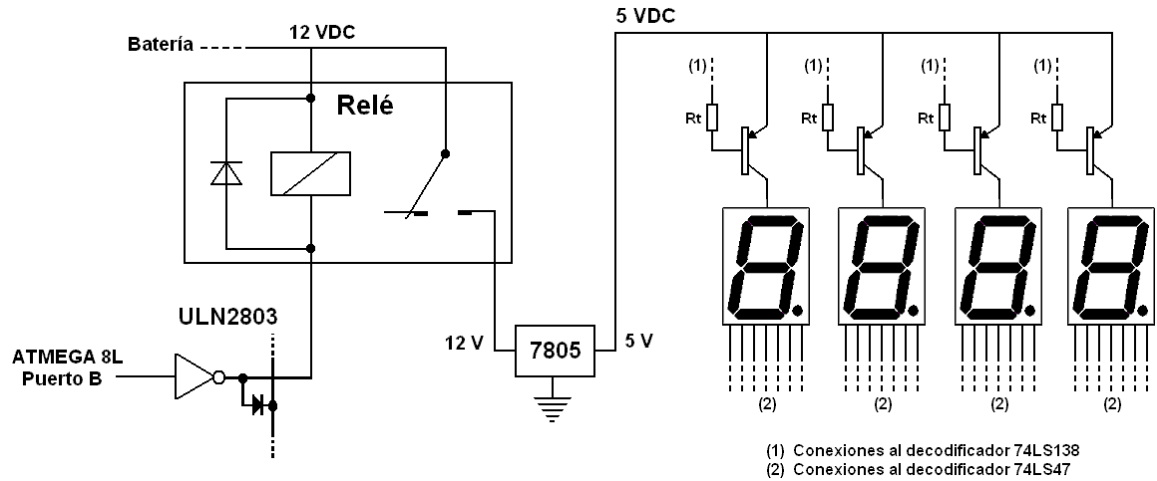 5 VDC
12 VDC
Batería
Relé
(1)
(1)
(1)
(1)
Rt
Rt
Rt
Rt
ULN2803
ATMEGA 8L
Puerto B
12 V
7805
5 V
(2)
(2)
(2)
(2)
(1) Conexiones al decodificador 74LS138
(2) Conexiones al decodificador 74LS47